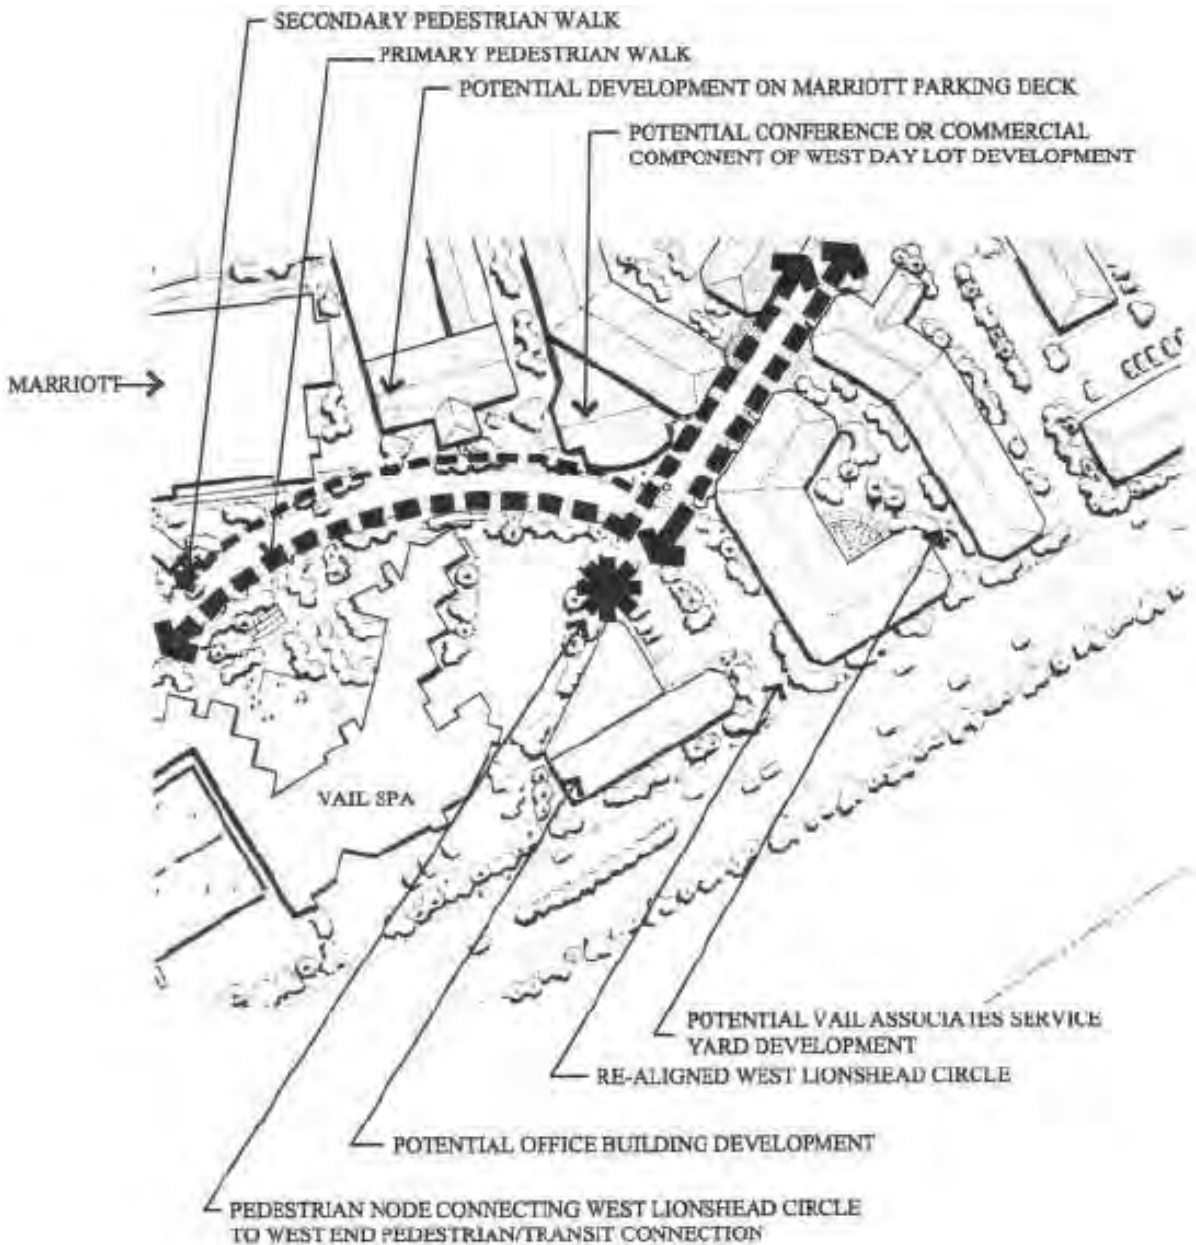 SECONDARY PEDESTRIAN WALK
PRIMARY PEDESTRIAN WALK
POTENTIAL DEVELOPMENT ON MARRIOTT PARKING DECK
POTENTIAL CONFERENCE OR COMMERCIAL
COMPONENT OF WEST DAY LOT DEVELOPMENT
MARRIOTT
VAIL SPA
POTENTIAL VAIL ASSOCIATES SERVICE
YARD DEVELOPMENT
RE-ALIGNED WEST LIONSHEAD CIRCLE
POTENTIAL OFFICE BUILDING DEVELOPMENT
PEDESTRIAN NODE CONNECTING WEST LIONSHEAD CIRCLE
TO WEST END PEDESTRIAN/TRANSIT CONNECTION